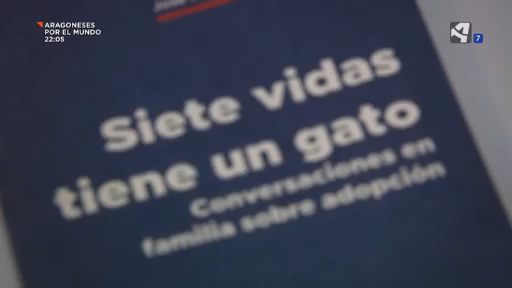 ARAGONESES
POR EL MUNDO
22:05
7
Siete vidas
tiene un gato
Conversaciones en
familia sobre adopción